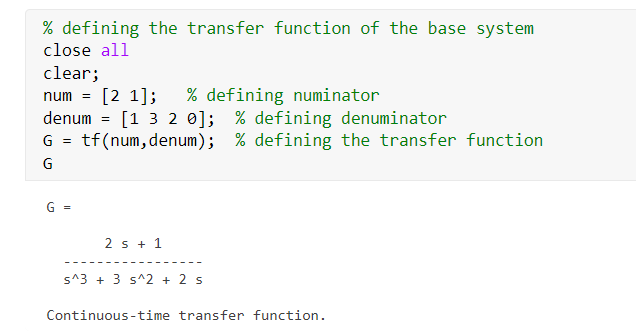 % defining the transfer function of the base system
close all
clear;
num = [2 1];   % defining numinator
denum = [1 3 2 0];  % defining denuminator
G = tf(num,denum);  % defining the transfer function
G
G =
2 s + 1
-----------------
s^3 + 3 s^2 + 2 s
Continuous-time transfer function.